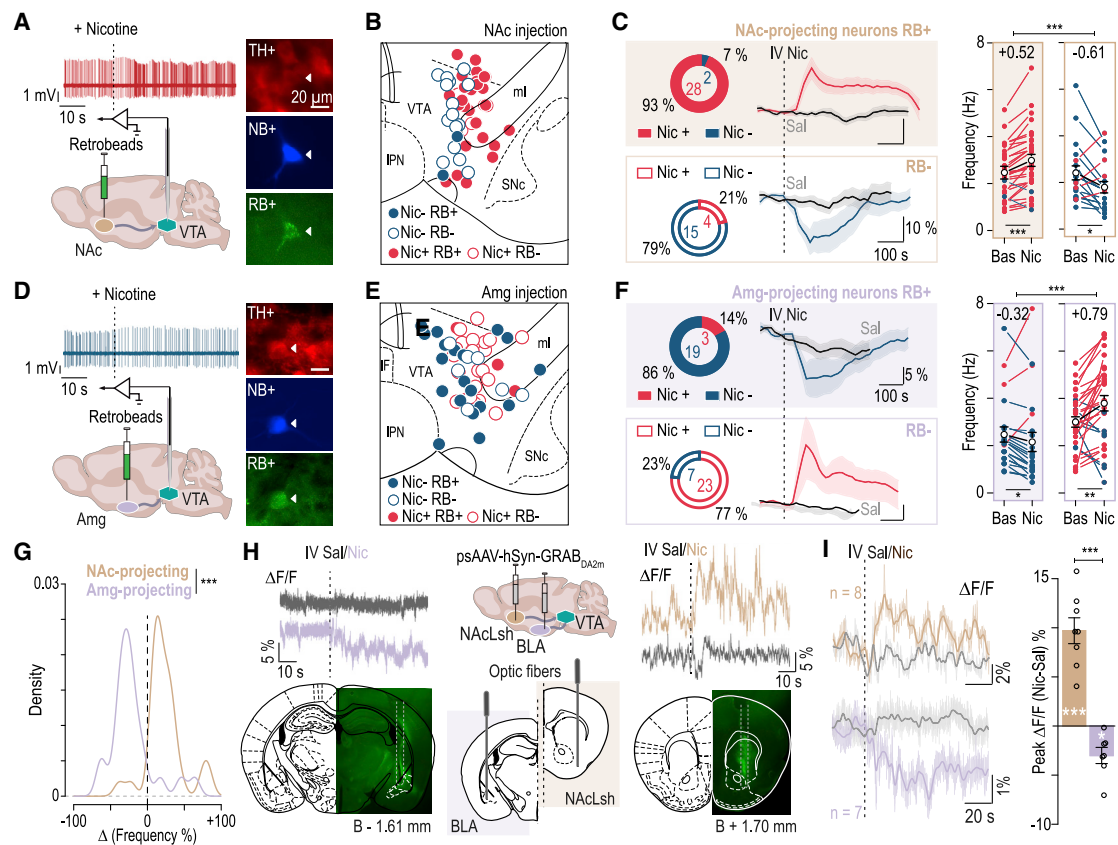 A
+ Nicotine
1 mV
10 s
Retrobeads
NAc
VTA
TH+
20 µm
NB+
RB+
B
NAc injection
VTA
ml
IPN
SNc
Nic- RB+
Nic- RB-
Nic+ RB+
Nic+ RB-
C
NAc-projecting neurons RB+
7 %
2
28
93 %
Nic +
Nic -
IV Nic
Sal
RB-
Nic +
Nic -
21%
4
15
79%
Sal
10 %
100 s
***
8
+0.52
-0.61
Frequency (Hz)
0
***
*
Bas Nic
Bas Nic
D
+ Nicotine
1 mV
10 s
Retrobeads
Amg
VTA
TH+
NB+
RB+
E
Amg injection
E
ml
IF
VTA
IPN
SNc
Nic- RB+
Nic- RB-
Nic+ RB+
Nic+ RB-
F
Amg-projecting neurons RB+
14%
3
19
86 %
Nic +
Nic -
IV Nic
Sal
5 %
100 s
RB-
Nic +
Nic -
23%
7
23
77 %
Sal
***
8
-0.32
+0.79
Frequency (Hz)
0
*
**
Bas Nic
Bas Nic
G
0.03
NAc-projecting
Amg-projecting
***
Density
0
-100
0
+100
Δ (Frequency %)
H
IV Sal/Nic
ΔF/F
5 %
10 s
psAAV-hSyn-GRABDA2m
NAcLsh
VTA
BLA
Optic fibers
NAcLsh
BLA
B - 1.61 mm
IV Sal/Nic
ΔF/F
5 %
10 s
B + 1.70 mm
I
IV Sal/Nic
ΔF/F
n = 8
2%
n = 7
1%
20 s
***
15
Peak ΔF/F (Nic-Sal) %
***
*
-10